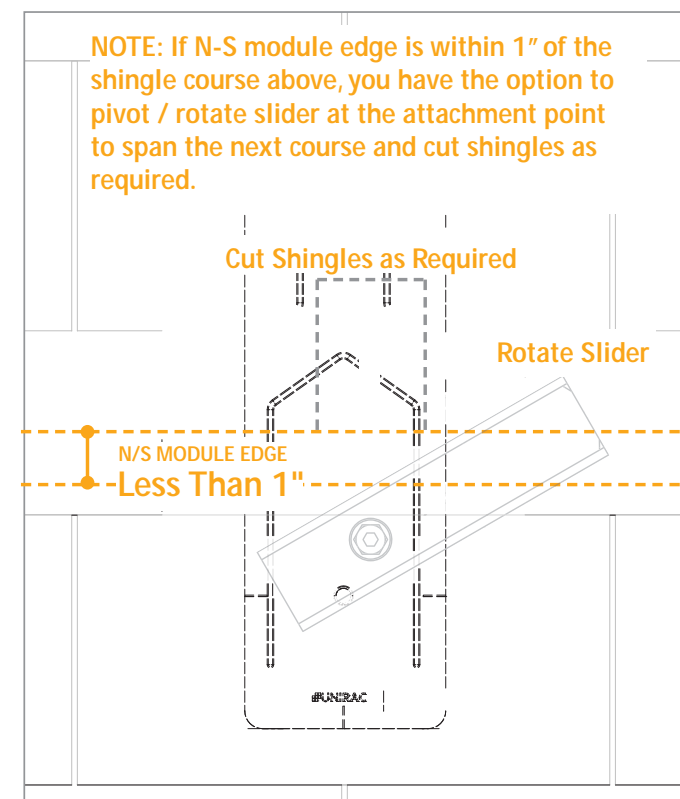 NOTE: If N-S module edge is within 1" of the
shingle course above, you have the option to
pivot / rotate slider at the attachment point
to span the next course and cut shingles as
required.
Cut Shingles as Required
Rotate Slider
N/S MODULE EDGE
Less Than 1"
#UNIRAC